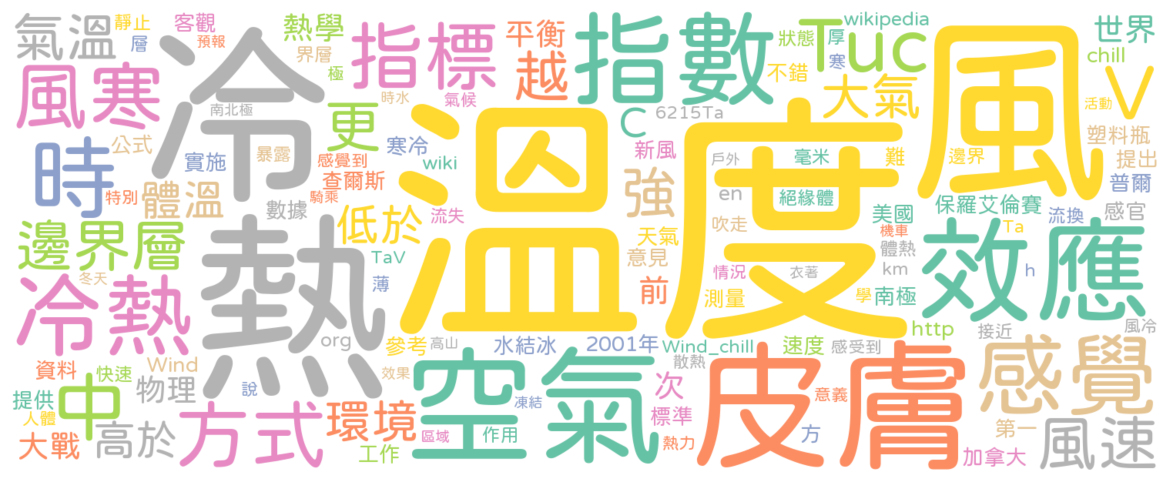 氣溫
靜止
客觀
熱學
指標
平衡
指數
狀態
厚
wikipedia
世界
層
預報
界層
越
不錯
寒
Tuc
chill
風寒
冷
極
大氣
風
V
南北極
時水
氣候
C
6215Ta
活動
時
公式
更
新風
戶外
毫米
難
邊界
塑料瓶
實施
暴露
感覺到
寒冷
溫度
提出
特別
查爾斯
wiki
強
en
絕緣體
普爾
體溫
騎乘
數據
低於
流失
吹走
美國
保羅艾倫賽
流換
感官
邊界層
熱
天氣
機車
Ta
TaV
意見
體熱
效應
冬天
薄
情況
衣著
km
h
冷熱
前
測量
學
南極
org
參考
高山
水結冰
2001年
Wind_chill
速度
感受到
http
接近
風冷
資料
快速
Wind
空氣
散熱
皮膚
感覺
提供
中
物理
說
效果
次
意義
人體
方式
環境
凍結
標準
第一
大戰
高於
工作
區域
作用
熱力
方
加拿大
風速